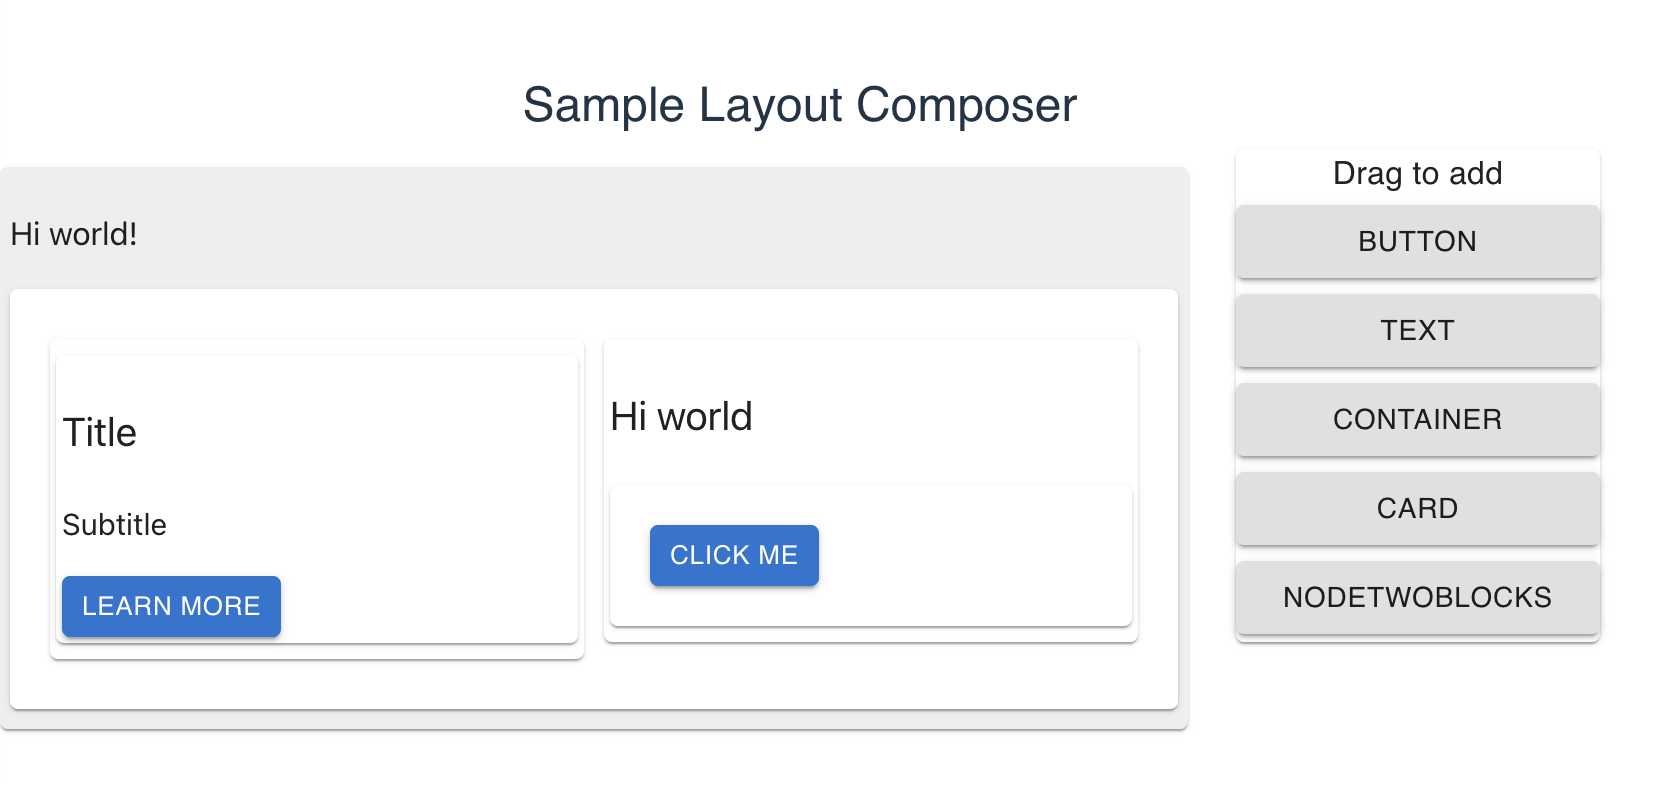 Sample Layout Composer
Hi world!
Title
Subtitle
LEARN MORE
Hi world
CLICK ME
Drag to add
BUTTON
TEXT
CONTAINER
CARD
NODETWOBLOCKS